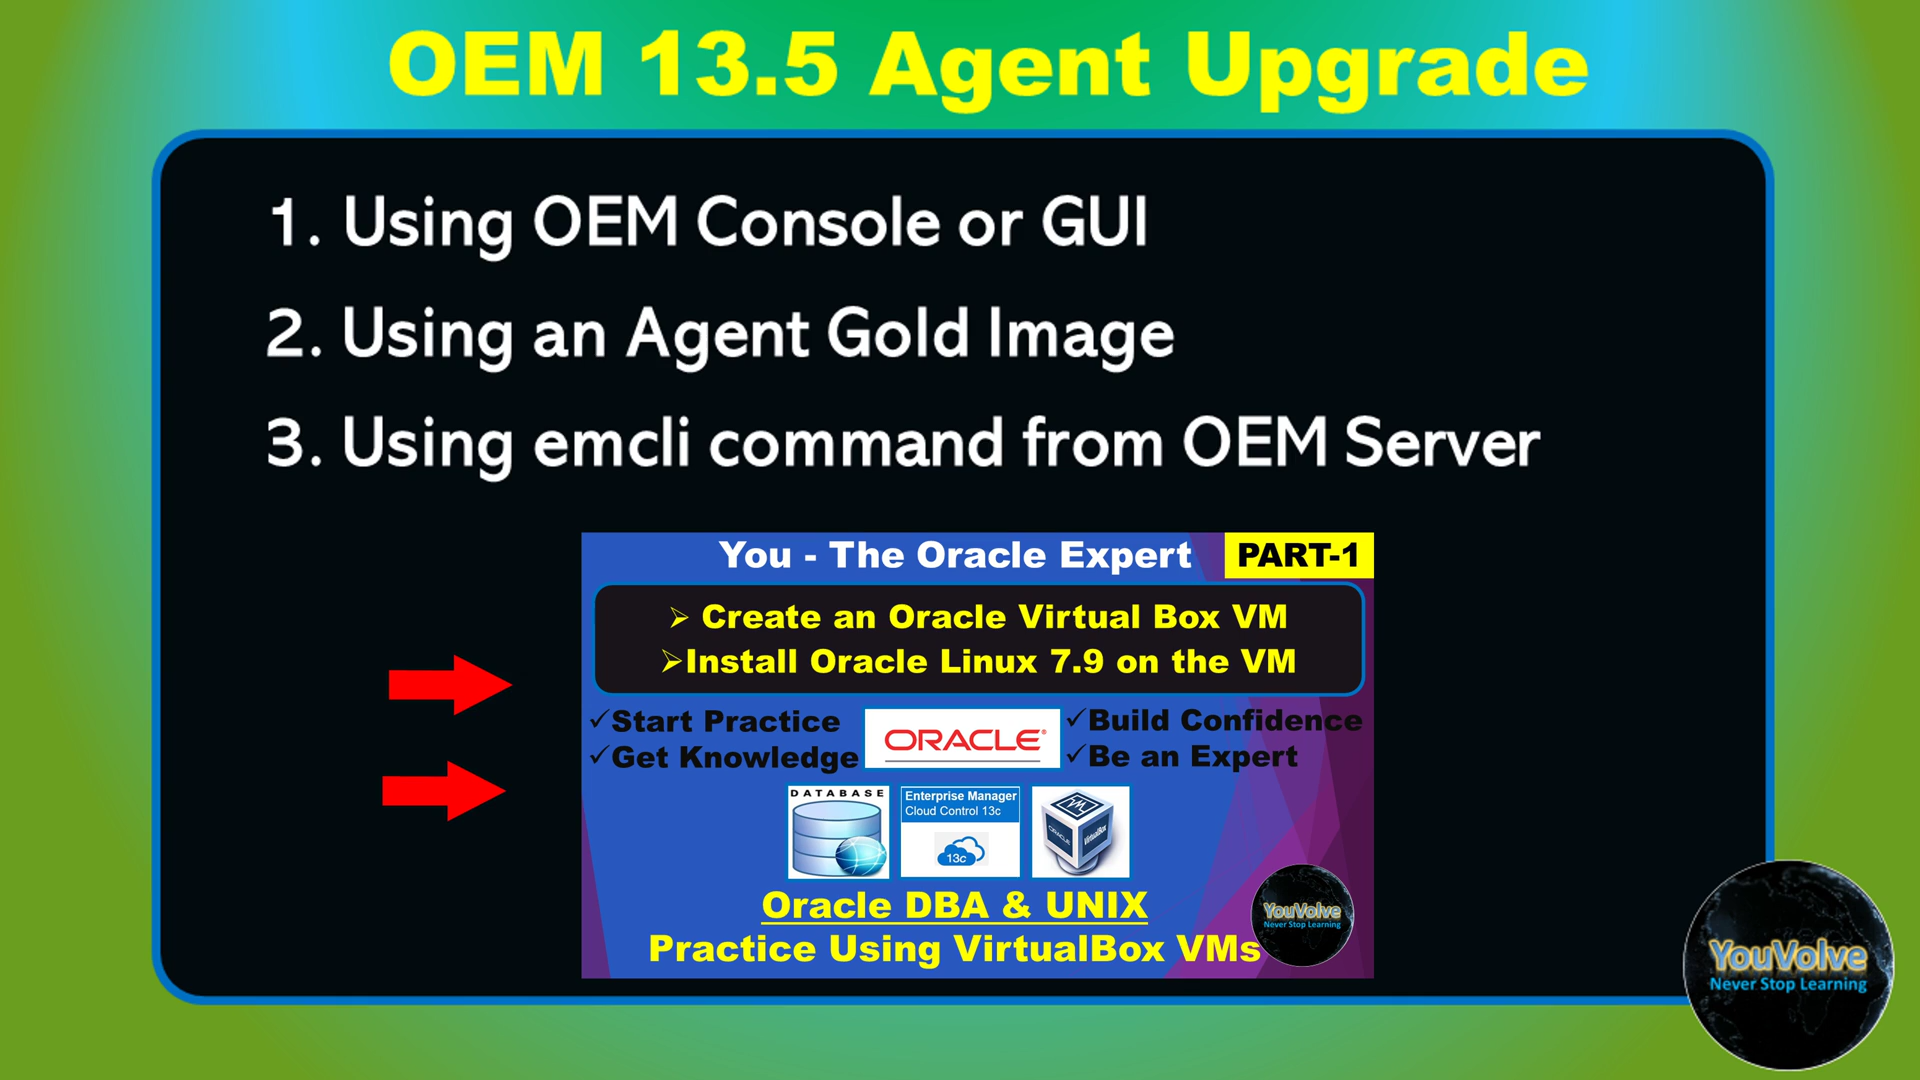 OEM 13.5 Agent Upgrade
1. Using OEM Console or GUI
2. Using an Agent Gold Image
3. Using emcli command from OEM Server
You - The Oracle Expert
PART-1
➢ Create an Oracle Virtual Box VM
➢Install Oracle Linux 7.9 on the VM
✓Start Practice
✓Get Knowledge
ORACLE®
✓Build Confidence
✓Be an Expert
DATABASE
Enterprise Manager
Cloud Control 13c
13c
ORACLE
VirtualBox
Oracle DBA & UNIX
Practice Using VirtualBox VMs
YouVolve
Never Stop Learning
YouVolve
Never Stop Learning